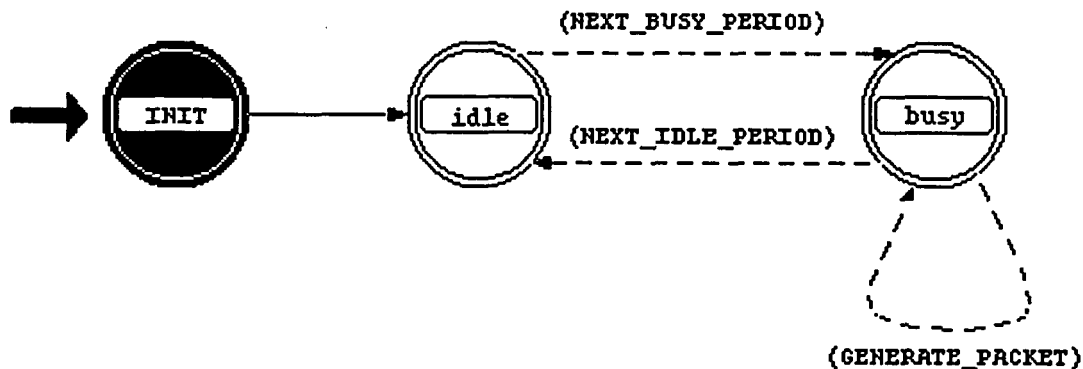 (NEXT_BUSY_PERIOD)
INIT
idle
busy
(NEXT_IDLE_PERIOD)
(GENERATE_PACKET)